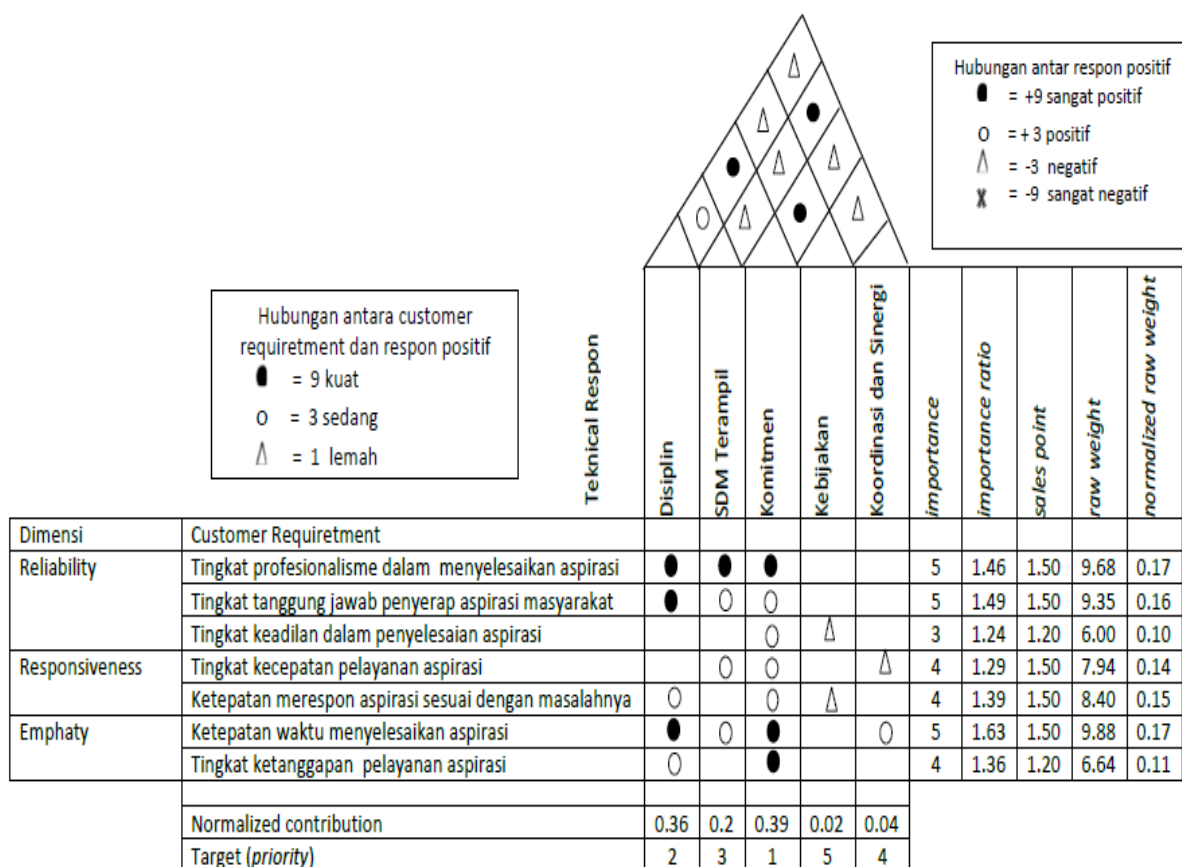 Hubungan antar respon positif
= +9 sangat positif
= + 3 positif
= -3 negatif
= -9 sangat negatif
Hubungan antara customer
requiretment dan respon positif
= 9 kuat
= 3 sedang
= 1 lemah
Teknical Respon
Disiplin
SDM Terampil
Komitmen
Kebijakan
Koordinasi dan Sinergi
importance
importance ratio
sales point
raw weight
normalized raw weight
Dimensi Customer Requiretment
Reliability Tingkat profesionalisme dalam menyelesaikan aspirasi 5 1.46 1.50 9.68 0.17
Tingkat tanggung jawab penyerap aspirasi masyarakat 5 1.49 1.50 9.35 0.16
Tingkat keadilan dalam penyelesaian aspirasi 3 1.24 1.20 6.00 0.10
Responsiveness Tingkat kecepatan pelayanan aspirasi 4 1.29 1.50 7.94 0.14
Ketepatan merespon aspirasi sesuai dengan masalahnya 4 1.39 1.50 8.40 0.15
Emphaty Ketepatan waktu menyelesaikan aspirasi 5 1.63 1.50 9.88 0.17
Tingkat ketanggapan pelayanan aspirasi 4 1.36 1.20 6.64 0.11
Normalized contribution 0.36 0.2 0.39 0.02 0.04
Target (priority) 2 3 1 5 4